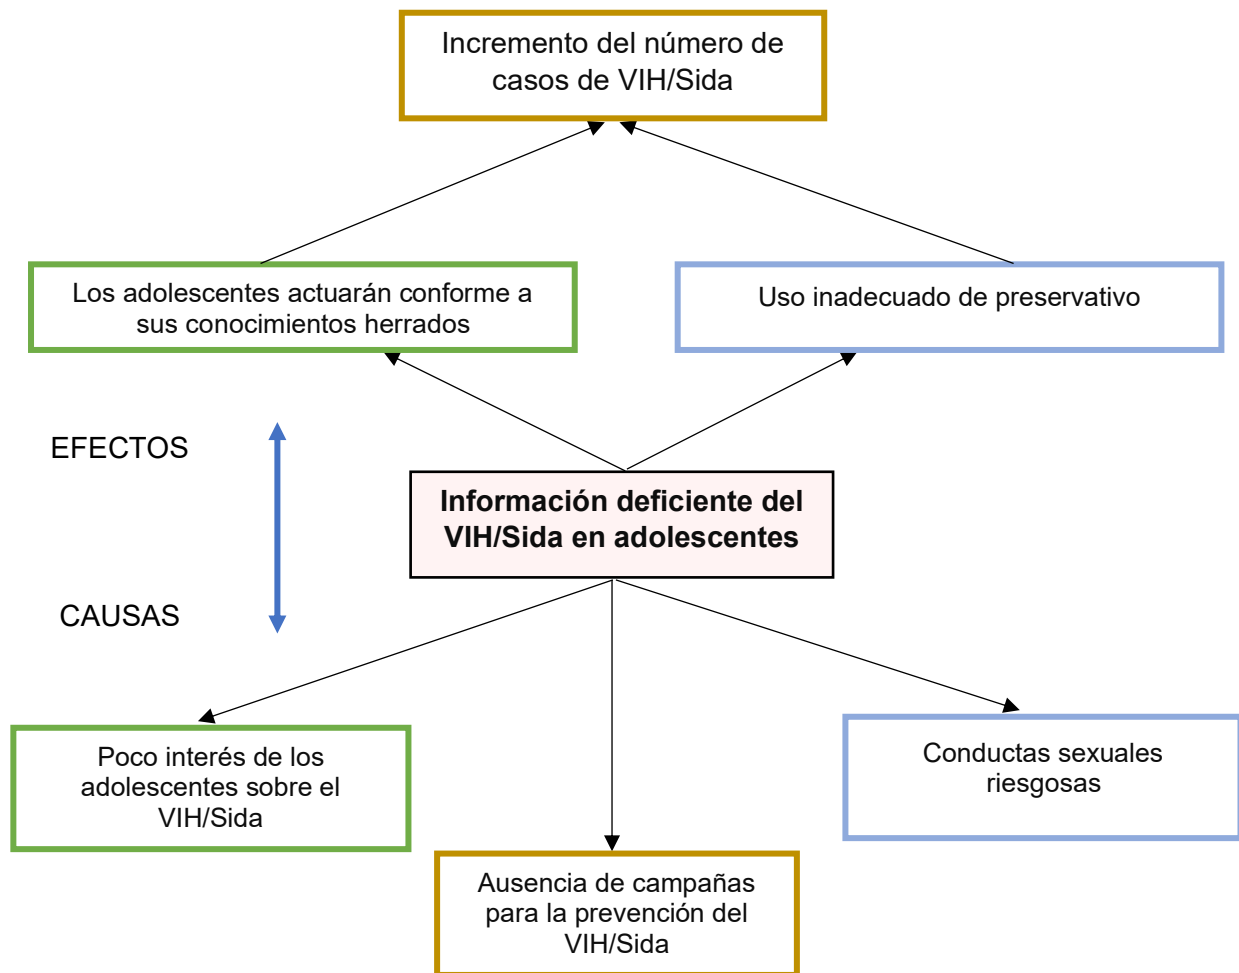 Incremento del número de
casos de VIH/Sida
Los adolescentes actuarán conforme a
sus conocimientos herrados
Uso inadecuado de preservativo
EFECTOS
Información deficiente del
VIH/Sida en adolescentes
CAUSAS
Poco interés de los
adolescentes sobre el
VIH/Sida
Conductas sexuales
riesgosas
Ausencia de campañas
para la prevención del
VIH/Sida